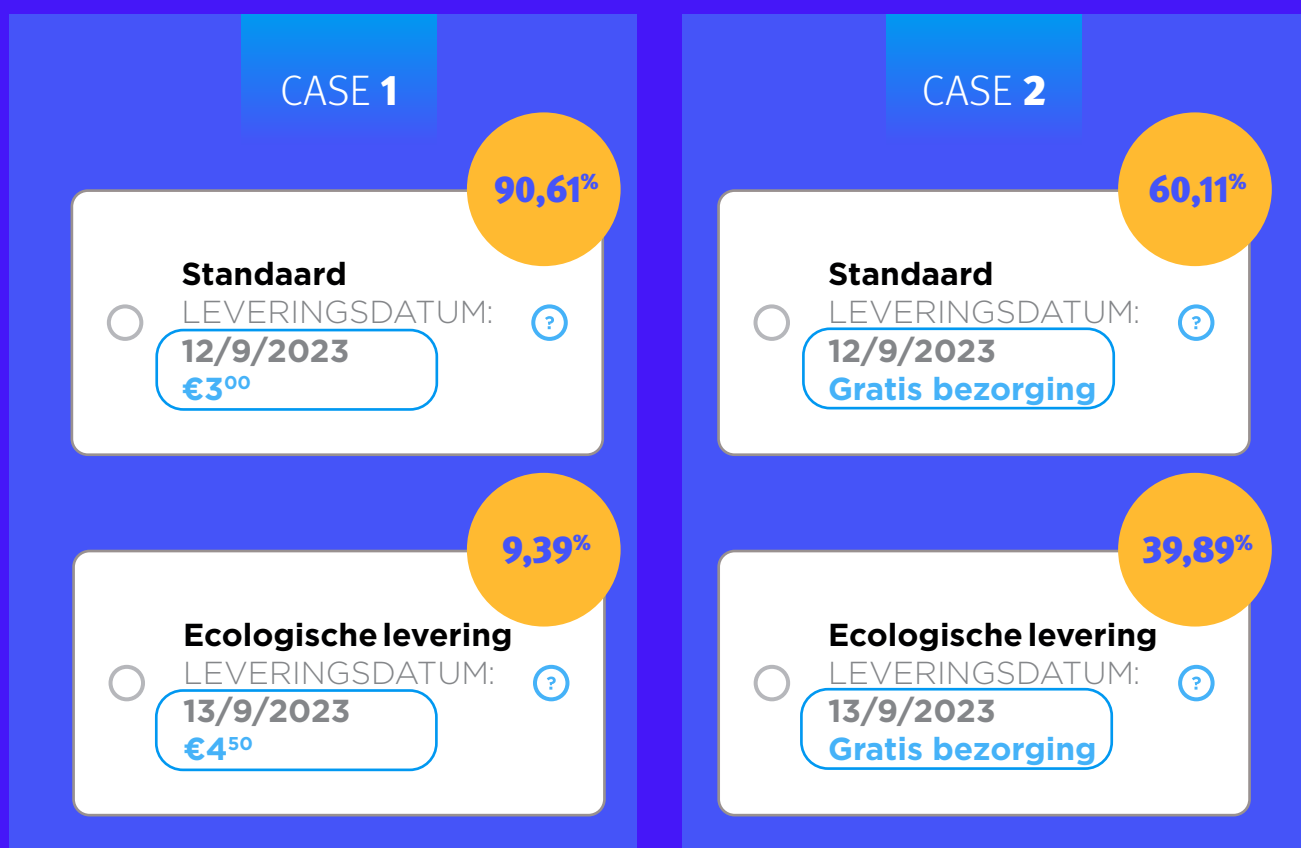 CASE 1
90,61%
Standaard
LEVERINGSDATUM:
?
12/9/2023
€3⁰⁰
9,39%
Ecologische levering
LEVERINGSDATUM:
?
13/9/2023
€4⁵⁰
CASE 2
60,11%
Standaard
LEVERINGSDATUM:
?
12/9/2023
Gratis bezorging
39,89%
Ecologische levering
LEVERINGSDATUM:
?
13/9/2023
Gratis bezorging